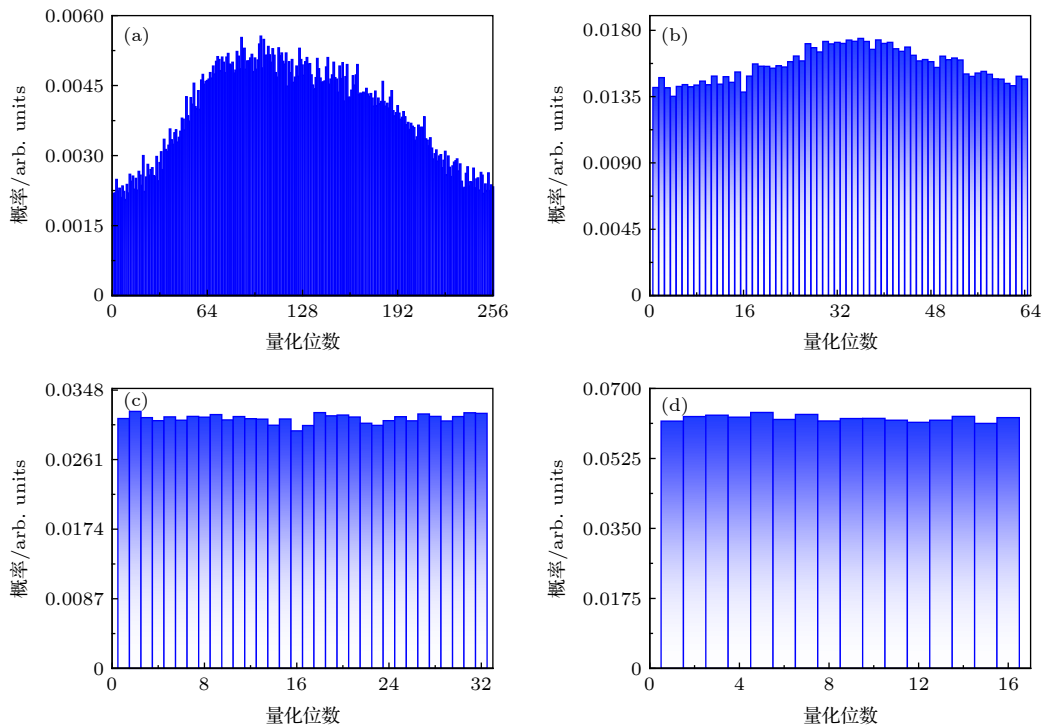 (a)
0.0060
0.0045
0.0030
0.0015
0
概率/arb. units
0 64 128 192 256
量化位数
(b)
0.0180
0.0135
0.0090
0.0045
0
概率/arb. units
0 16 32 48 64
量化位数
(c)
0.0348
0.0261
0.0174
0.0087
0
概率/arb. units
0 8 16 24 32
量化位数
(d)
0.0700
0.0525
0.0350
0.0175
0
概率/arb. units
0 4 8 12 16
量化位数